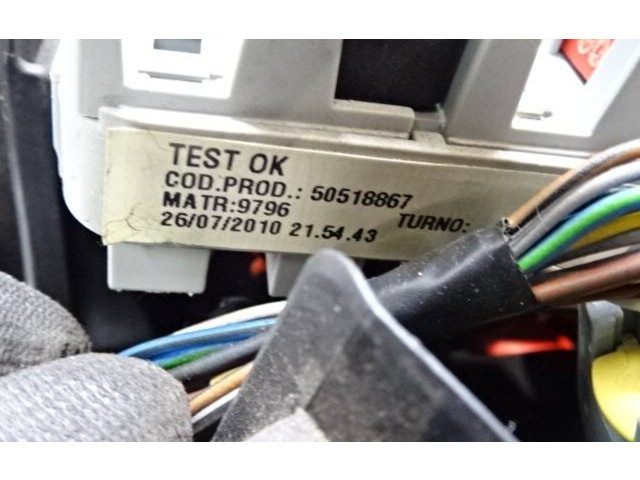 TEST OK
COD.PROD.: 50518867
MATR:9796 TURNO:
26/07/2010 21.54.43